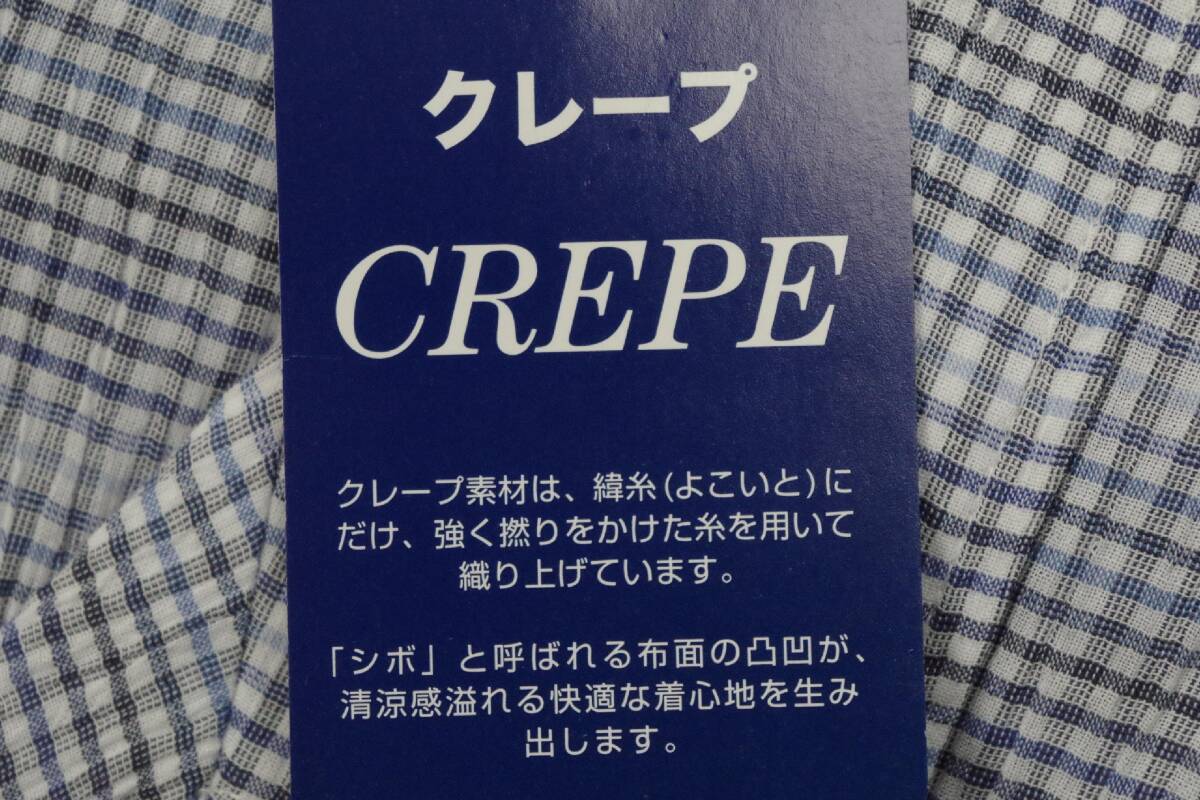 クレープ
CREPE
クレープ素材は、緯糸(よこいと)に
だけ、強く撚りをかけた糸を用いて
織り上げています。
「シボ」と呼ばれる布面の凸凹が、
清涼感溢れる快適な着心地を生み
出します。